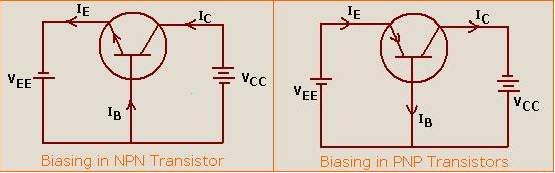 IE
IC
VEE
VCC
IB
Biasing in NPN Transistor
IE
IC
VEE
VCC
IB
Biasing in PNP Transistors